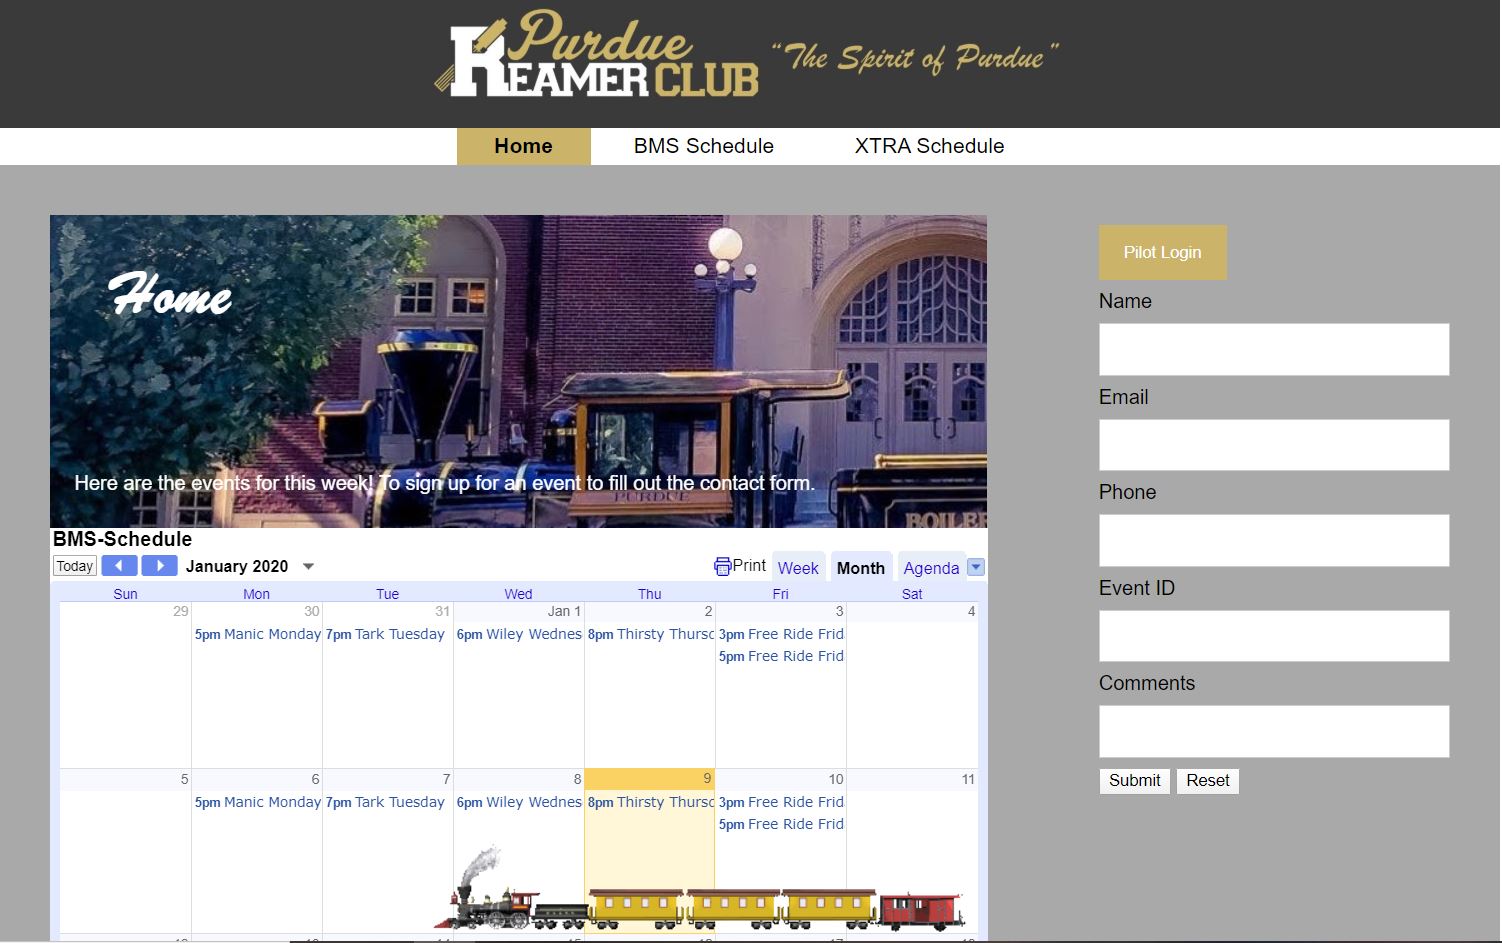 Purdue
REAMER CLUB
“The Spirit of Purdue”
Home
BMS Schedule
XTRA Schedule
Home
Here are the events for this week! To sign up for an event to fill out the contact form.
PURDUE
BOILER
Pilot Login
Name
Email
Phone
Event ID
Comments
Submit
Reset
BMS-Schedule
Today
January 2020
Print
Week
Month
Agenda
Sun Mon Tue Wed Thu Fri Sat
29 30 31 Jan 1 2 3 4
5pm Manic Monday
7pm Tark Tuesday
6pm Wiley Wednes
8pm Thirsty Thursd
3pm Free Ride Frid
5pm Free Ride Frid
5 6 7 8 9 10 11
5pm Manic Monday
7pm Tark Tuesday
6pm Wiley Wednes
8pm Thirsty Thursd
3pm Free Ride Frid
5pm Free Ride Frid